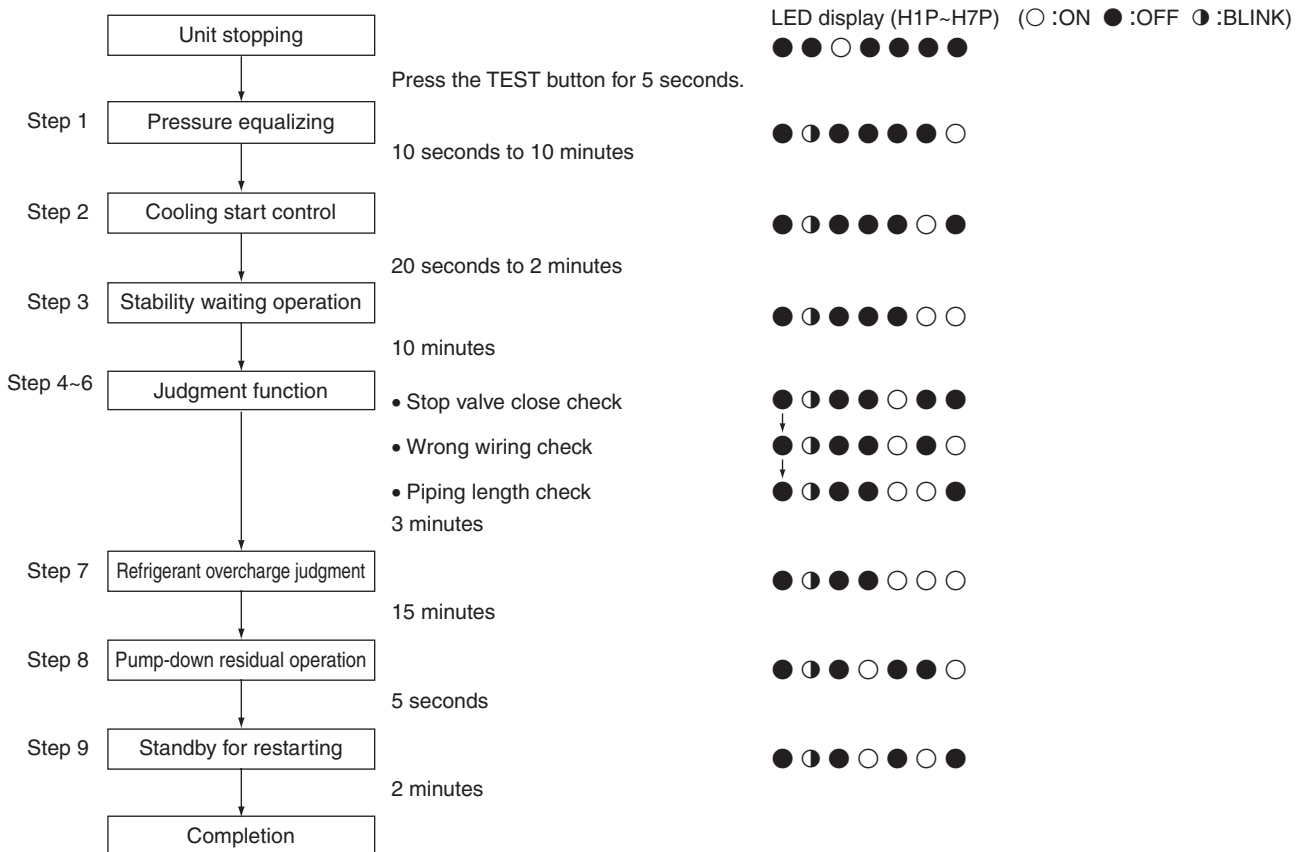 LED display (H1P~H7P) (○ :ON ● :OFF ◑ :BLINK)
Unit stopping
● ● ○ ● ● ● ●
Press the TEST button for 5 seconds.
Step 1 Pressure equalizing
● ◑ ● ● ● ● ○
10 seconds to 10 minutes
Step 2 Cooling start control
● ◑ ● ● ● ○ ●
20 seconds to 2 minutes
Step 3 Stability waiting operation
● ◑ ● ● ● ○ ○
10 minutes
Step 4~6 Judgment function
• Stop valve close check ● ◑ ● ● ○ ● ●
• Wrong wiring check ● ◑ ● ● ○ ● ○
• Piping length check ● ◑ ● ● ○ ○ ●
3 minutes
Step 7 Refrigerant overcharge judgment
● ◑ ● ● ○ ○ ○
15 minutes
Step 8 Pump-down residual operation
● ◑ ● ○ ● ● ○
5 seconds
Step 9 Standby for restarting
● ◑ ● ○ ● ○ ●
2 minutes
Completion